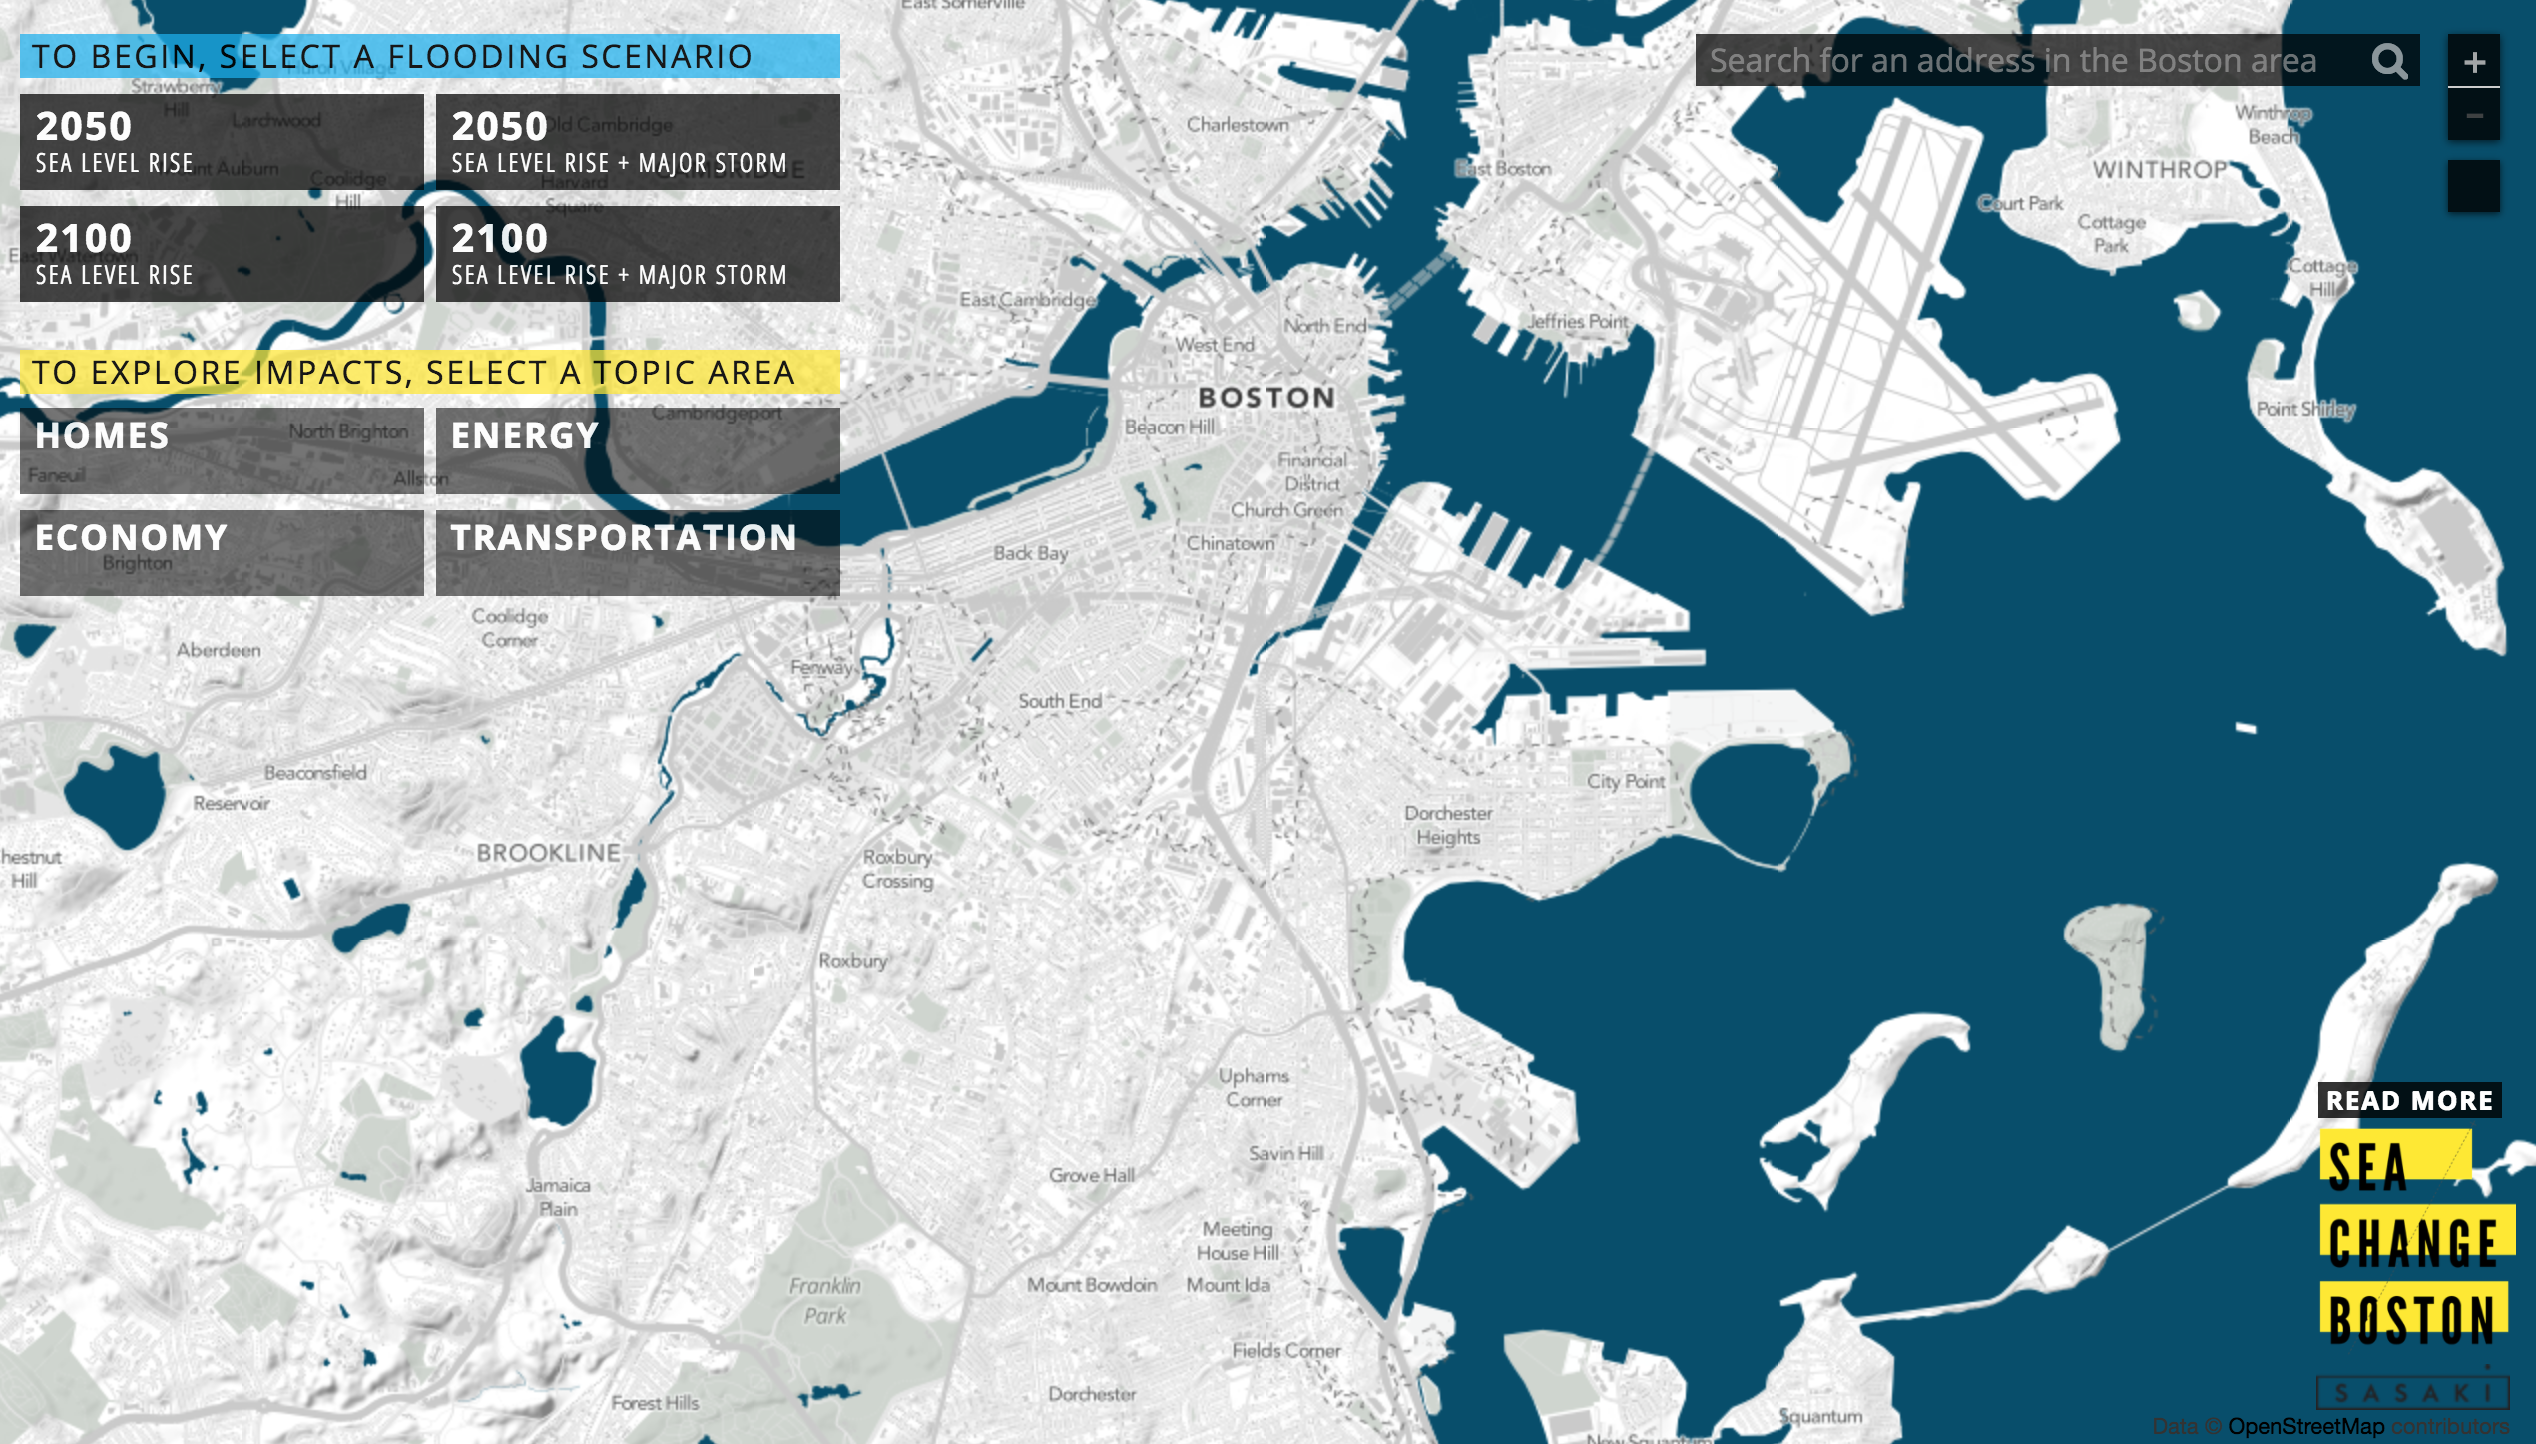 TO BEGIN, SELECT A FLOODING SCENARIO
2050
SEA LEVEL RISE
2050
SEA LEVEL RISE + MAJOR STORM
2100
SEA LEVEL RISE
2100
SEA LEVEL RISE + MAJOR STORM
TO EXPLORE IMPACTS, SELECT A TOPIC AREA
HOMES
ENERGY
ECONOMY
TRANSPORTATION
Search for an address in the Boston area
+
−
East Somerville
Huron Village
Strawberry
Hill
Larchwood
Old Cambridge
CAMBRIDGE
Mount Auburn
Coolidge
Hill
Harvard
Square
East Watertown
Charlestown
East Boston
Winthrop
Beach
WINTHROP
Court Park
Cottage
Park
Cottage
Hill
East Cambridge
North End
Jeffries Point
West End
BOSTON
Beacon Hill
Point Shirley
Cambridgeport
North Brighton
Faneuil
Allston
Financial
District
Church Green
Chinatown
Back Bay
Brighton
Coolidge
Corner
Aberdeen
Fenway
South End
Beaconsfield
Reservoir
City Point
Dorchester
Heights
BROOKLINE
hestnut
Hill
Roxbury
Crossing
Roxbury
Uphams
Corner
Savin Hill
Grove Hall
Jamaica
Plain
Meeting
House Hill
Mount Bowdoin
Mount Ida
Franklin
Park
Fields Corner
Dorchester
Forest Hills
Squantum
New Squantum
READ MORE
SEA
CHANGE
BOSTON
SASAKI
Data © OpenStreetMap contributors